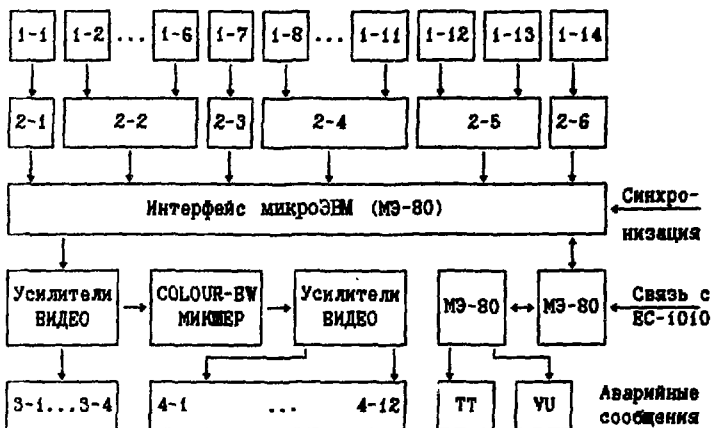 1-1 1-2 ... 1-6 1-7 1-8 ... 1-11 1-12 1-13 1-14
2-1 2-2 2-3 2-4 2-5 2-6
Интерфейс микроЭВМ (МЭ-80)
Синхро-
низация
Усилители
ВИДЕО
COLOUR-BW
МИКШЕР
Усилители
ВИДЕО
МЭ-80
МЭ-80
Связь с
ЕС-1010
3-1...3-4
4-1 ... 4-12
TT
VU
Аварийные
сообщения